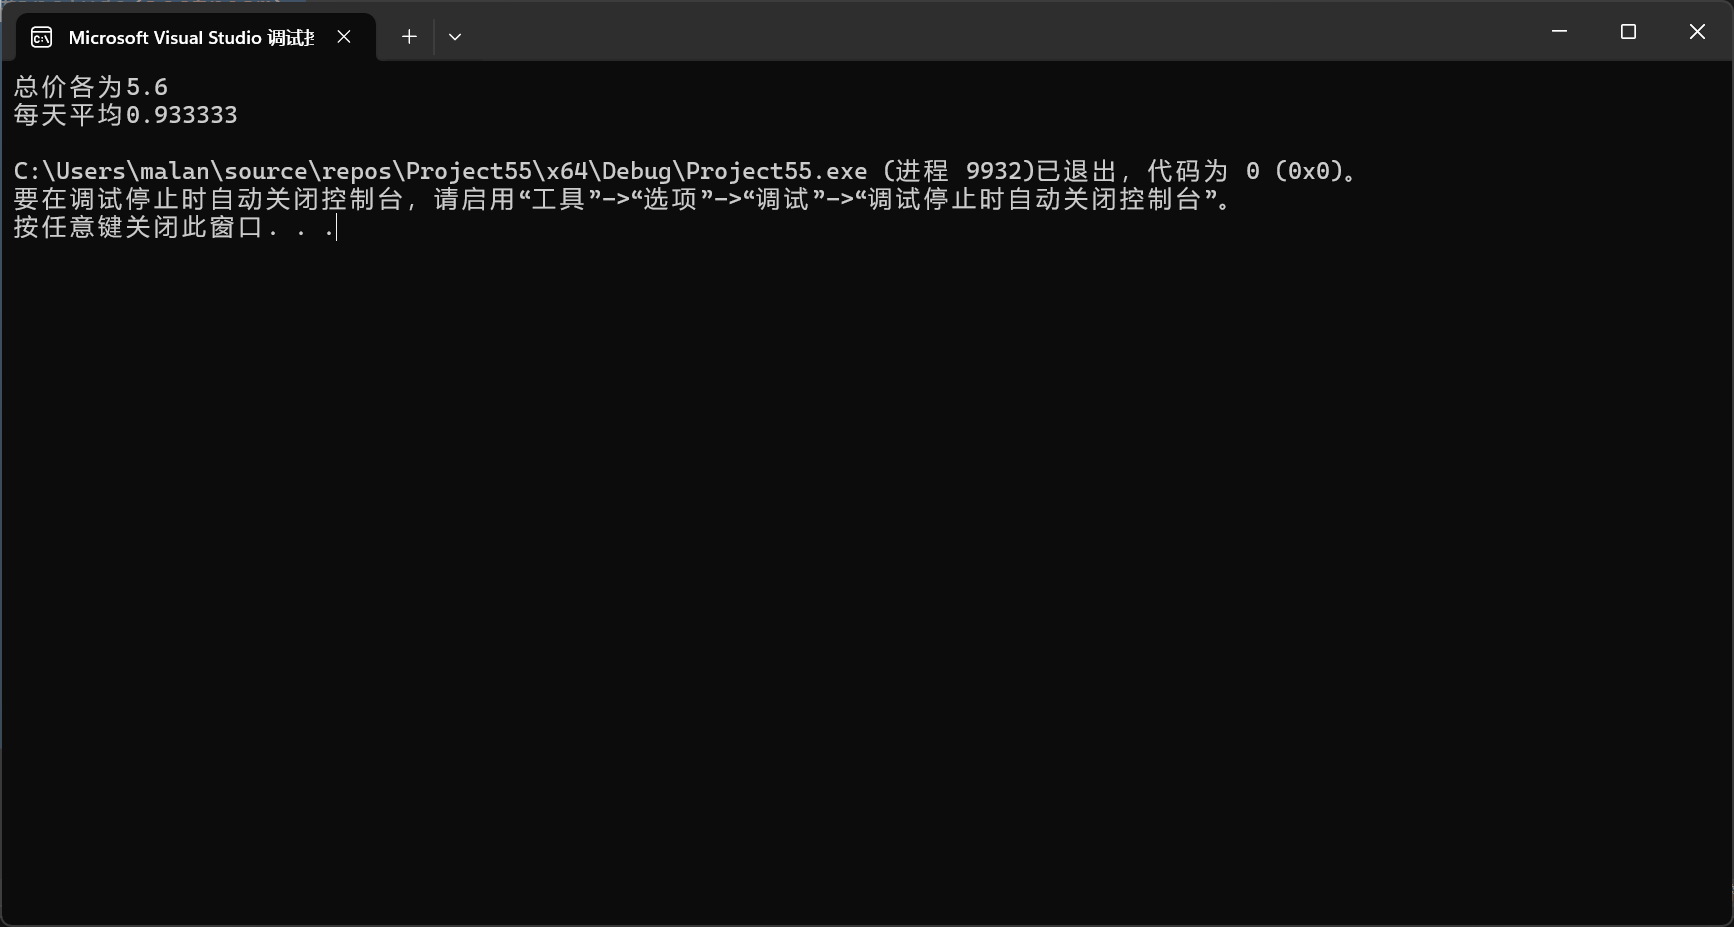 Microsoft Visual Studio 调试
总价各为5.6
每天平均0.933333
C:\Users\malan\source\repos\Project55\x64\Debug\Project55.exe (进程 9932)已退出，代码为 0 (0x0)。
要在调试停止时自动关闭控制台，请启用“工具”->“选项”->“调试”->“调试停止时自动关闭控制台”。
按任意键关闭此窗口. . .